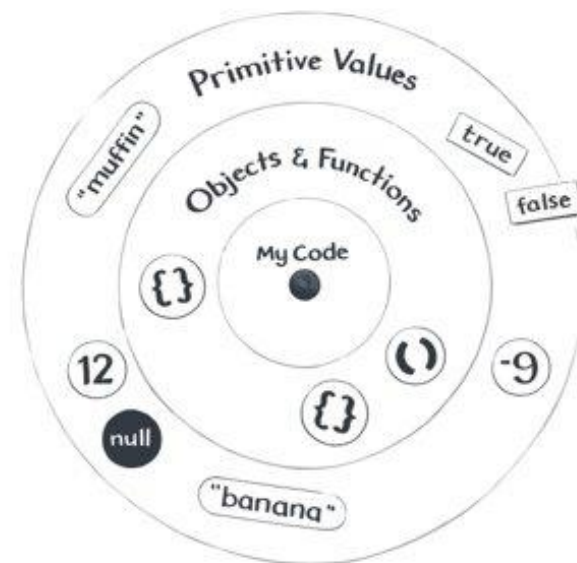 Primitive Values
"muffin"
true
false
Objects & Functions
My Code
{}
()
12
-9
{}
null
"banana"